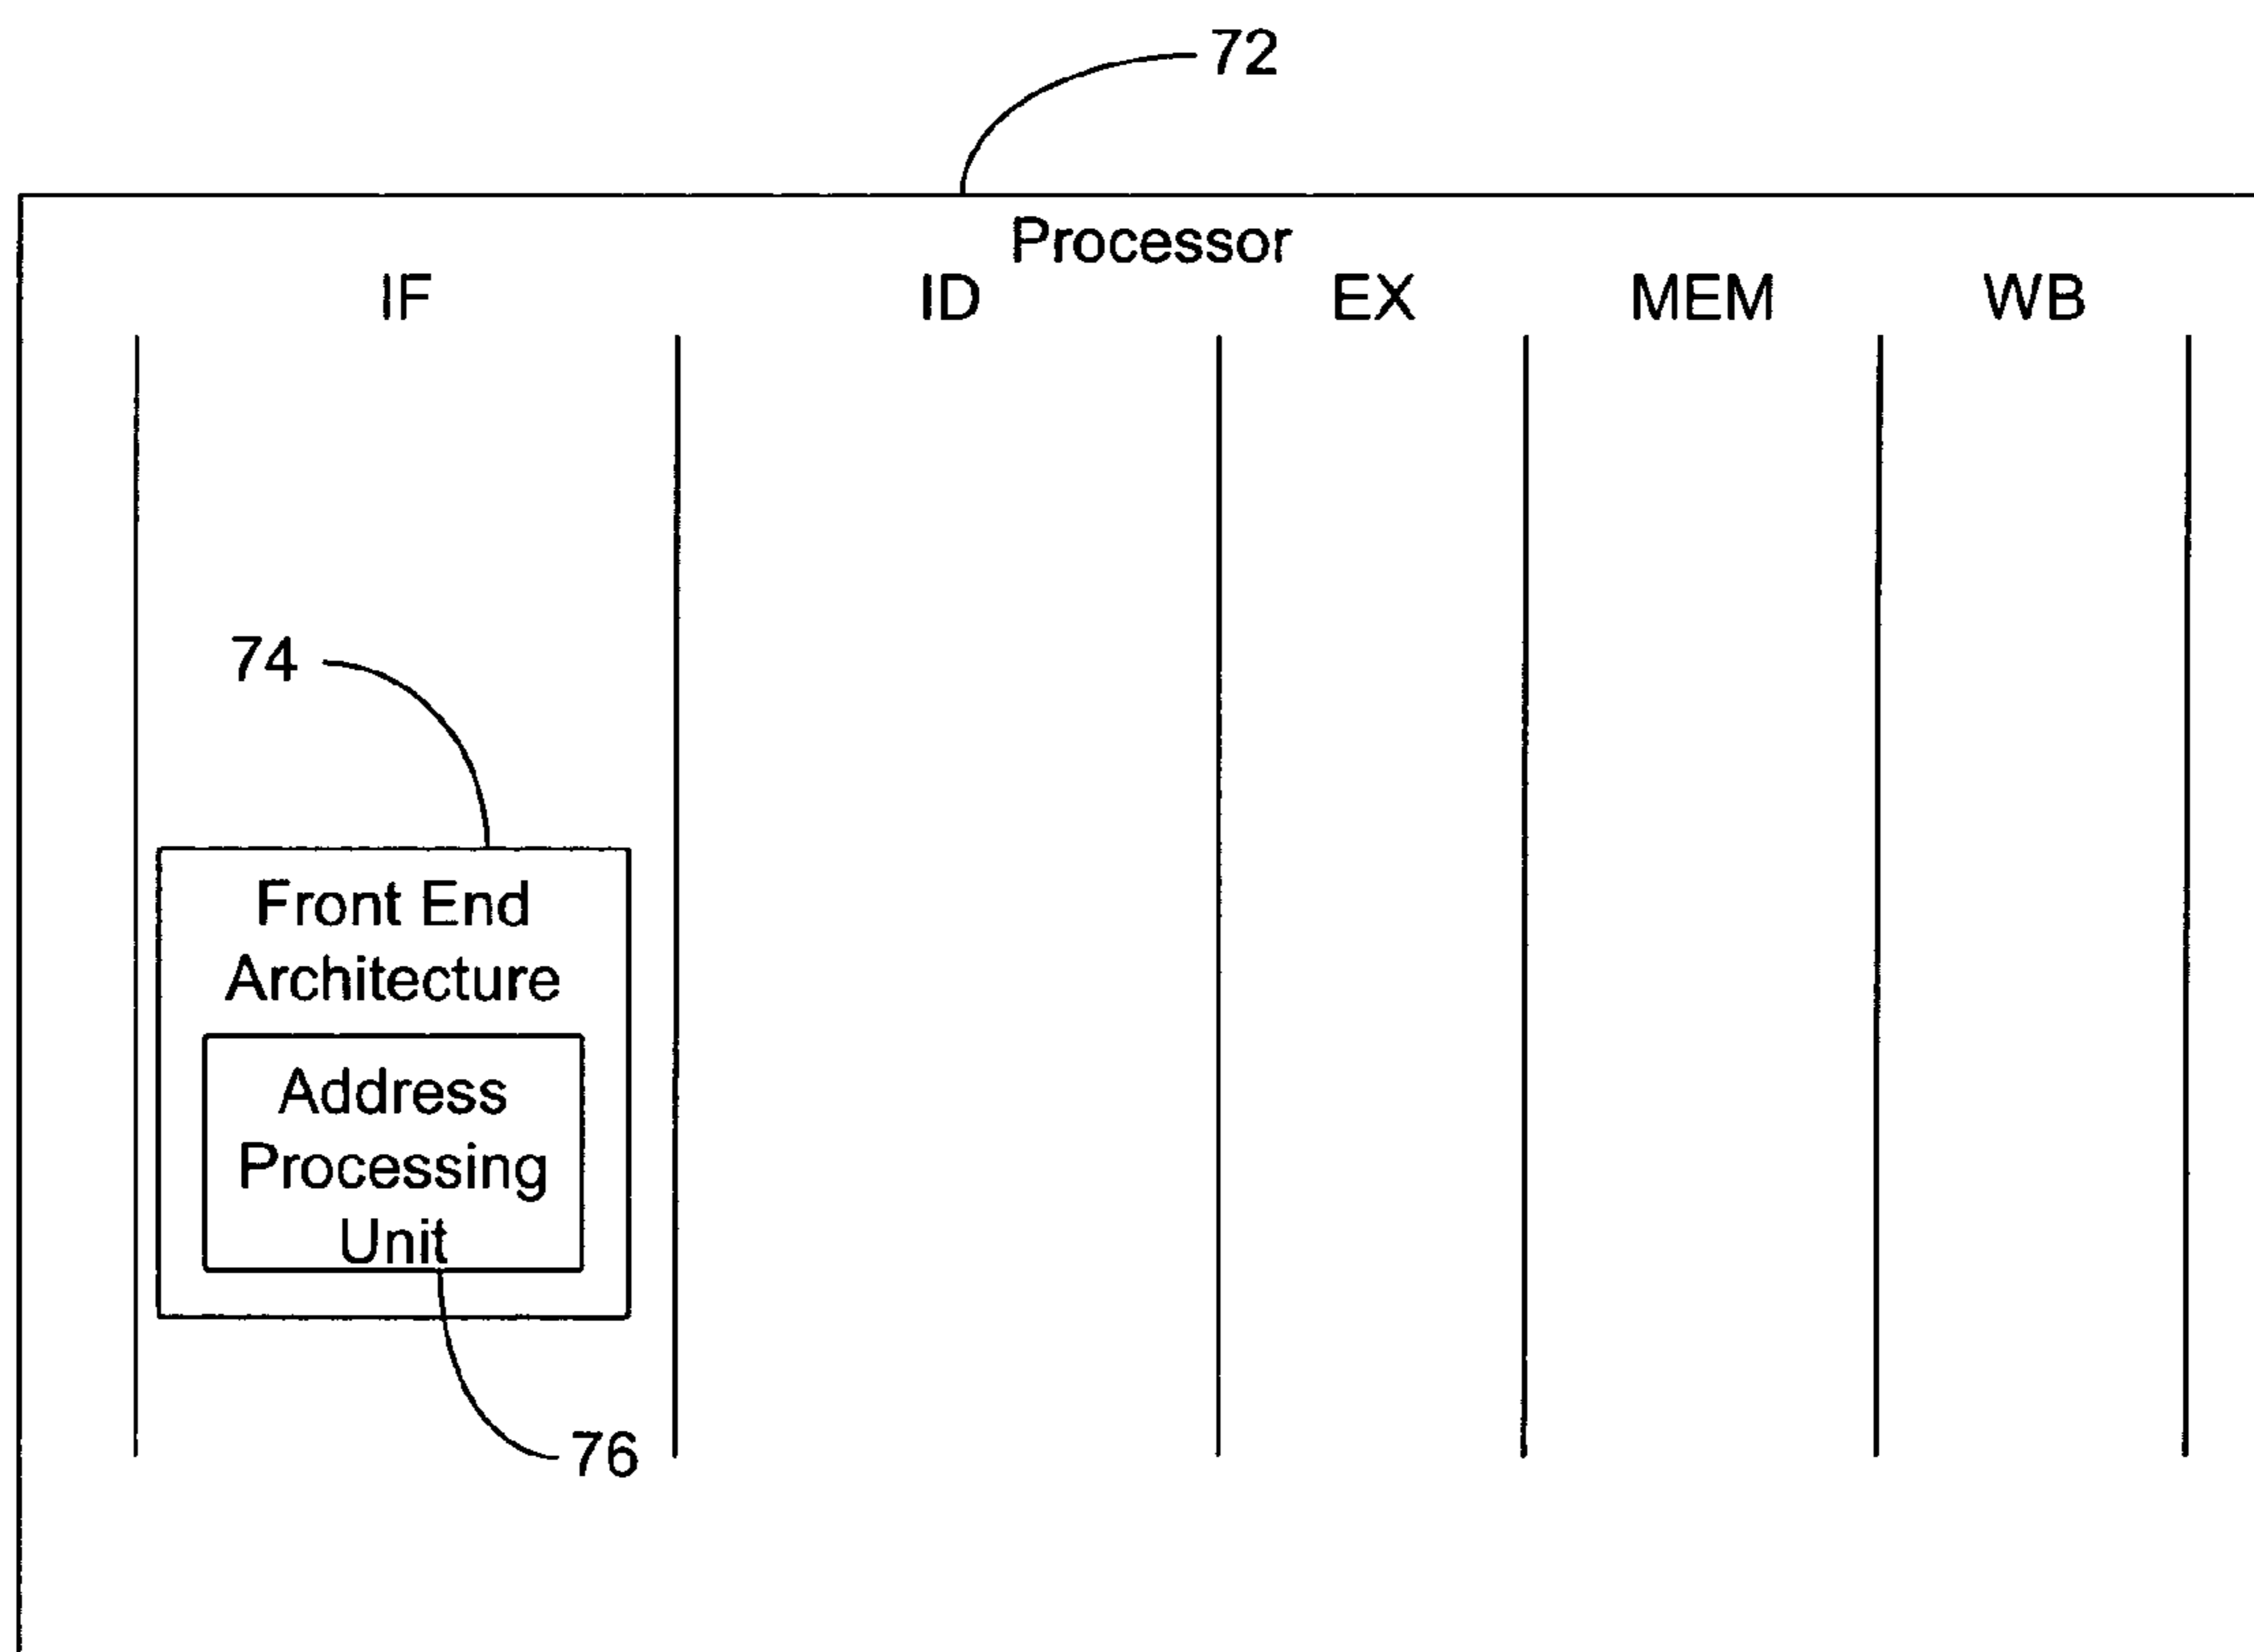 72
Processor
IF ID EX MEM WB
74
Front End
Architecture
Address
Processing
Unit
76